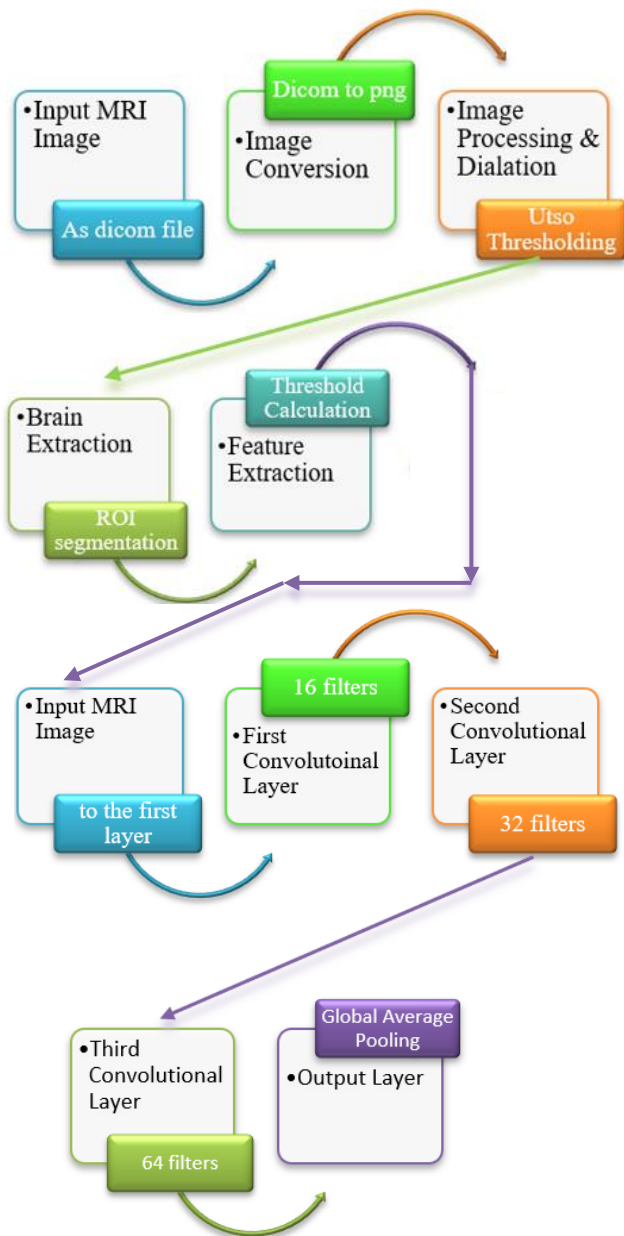 •Input MRI
Image
As dicom file
Dicom to png
•Image
Conversion
•Image
Processing &
Dialation
Utso
Thresholding
•Brain
Extraction
ROI
segmentation
Threshold
Calculation
•Feature
Extraction
•Input MRI
Image
to the first
layer
16 filters
•First
Convolutoinal
Layer
•Second
Convolutional
Layer
32 filters
•Third
Convolutional
Layer
64 filters
Global Average
Pooling
•Output Layer